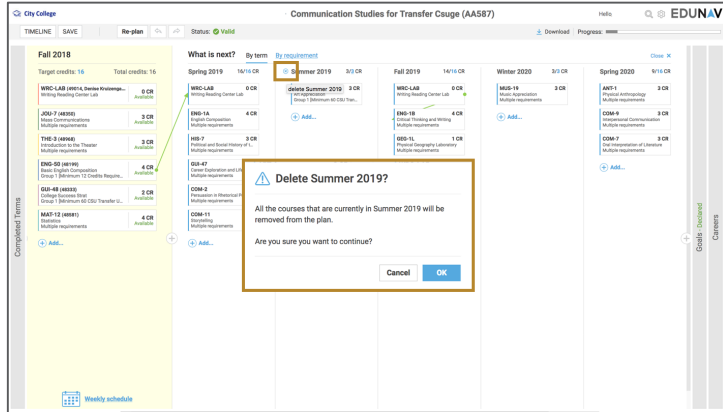 City College
Communication Studies for Transfer Csuge (AA587)
Hello,
EDUNAV
TIMELINE SAVE Re-plan Status: Valid
Download Progress:
Fall 2018
Target credits: 16 Total credits: 16
WRC-LAB (49014, Denise Kruizenga... 0 CR
Writing Reading Center Lab Available
JOU-7 (48350) 3 CR
Mass Communications Available
Multiple requirements
THE-3 (48968) 3 CR
Introduction to the Theater Available
Multiple requirements
ENG-50 (48199) 4 CR
Basic English Composition Available
Group 1 [Minimum 12 Credits Require...
GUI-48 (48333) 2 CR
College Success Strat Available
Group 1 [Minimum 60 CSU Transfer U...
MAT-12 (48581) 4 CR
Statistics Available
Multiple requirements
Add...
Weekly schedule
Completed Terms
What is next? By term By requirement
Close X
Spring 2019 16/16 CR
WRC-LAB 0 CR
Writing Reading Center Lab
ENG-1A 4 CR
English Composition
Multiple requirements
HIS-7 3 CR
Political and Social History of t...
Multiple requirements
GUI-47
Career Exploration and Life
Multiple requirements
COM-2
Persuasion in Rhetorical P
Multiple requirements
COM-11
Storytelling
Multiple requirements
Add...
Summer 2019 3/3 CR
delete Summer 2019
3 CR
Art Appreciation
Group 1 [Minimum 60 CSU Tran...
Add...
Fall 2019 14/16 CR
WRC-LAB 0 CR
Writing Reading Center Lab
ENG-1B 4 CR
Critical Thinking and Writing
Multiple requirements
GEO-1L 1 CR
Physical Geography Laboratory
Multiple requirements
Winter 2020 3/3 CR
MUS-19 3 CR
Music Appreciation
Multiple requirements
Add...
Spring 2020 9/16 CR
ANT-1 3 CR
Physical Anthropology
Multiple requirements
COM-9 3 CR
Interpersonal Communication
Multiple requirements
COM-7 3 CR
Oral Interpretation of Literature
Multiple requirements
Add...
Delete Summer 2019?
All the courses that are currently in Summer 2019 will be
removed from the plan.
Are you sure you want to continue?
Cancel OK
Goals: Declared
Careers